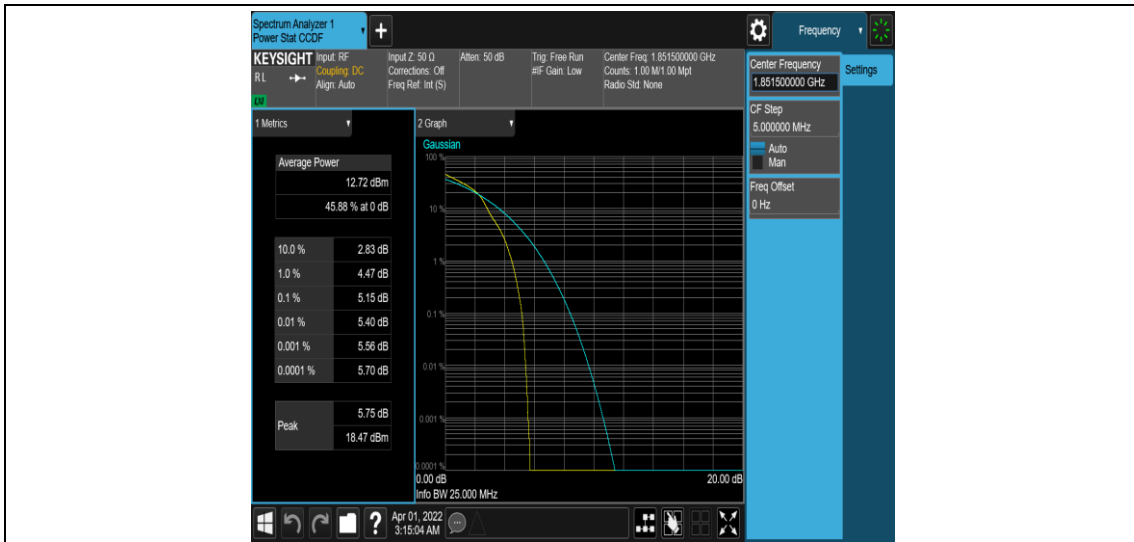 Spectrum Analyzer 1
Power Stat CCDF
Frequency
KEYSIGHT
RL
LXI
Input: RF
Coupling: DC
Align: Auto
Input Z: 50 Ω
Corrections: Off
Freq Ref: Int (S)
Atten: 50 dB
Trig: Free Run
#IF Gain: Low
Center Freq: 1.851500000 GHz
Counts: 1.00 M/1.00 Mpt
Radio Std: None
Center Frequency
1.851500000 GHz
Settings
CF Step
5.000000 MHz
Auto
Man
Freq Offset
0 Hz
1 Metrics
Average Power
12.72 dBm
45.88 % at 0 dB
10.0 % 2.83 dB
1.0 % 4.47 dB
0.1 % 5.15 dB
0.01 % 5.40 dB
0.001 % 5.56 dB
0.0001 % 5.70 dB
Peak 5.75 dB
18.47 dBm
2 Graph
Gaussian
100 %
10 %
1 %
0.1 %
0.01 %
0.001 %
0.0001 %
0.00 dB 20.00 dB
Info BW 25.000 MHz
?
Apr 01, 2022
3:15:04 AM